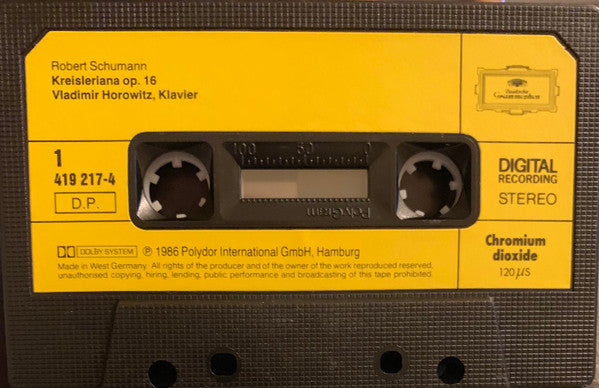 Robert Schumann
Kreisleriana op. 16
Vladimir Horowitz, Klavier
Deutsche
Grammophon
1
419 217-4
D.P.
100 50 0
PolyGram
DIGITAL
RECORDING
STEREO
DOLBY SYSTEM ℗ 1986 Polydor International GmbH, Hamburg
Made in West Germany. All rights of the producer and of the owner of the work reproduced reserved,
unauthorised copying, hiring, lending, public performance and broadcasting of this tape prohibited.
Chromium
dioxide
120 µS